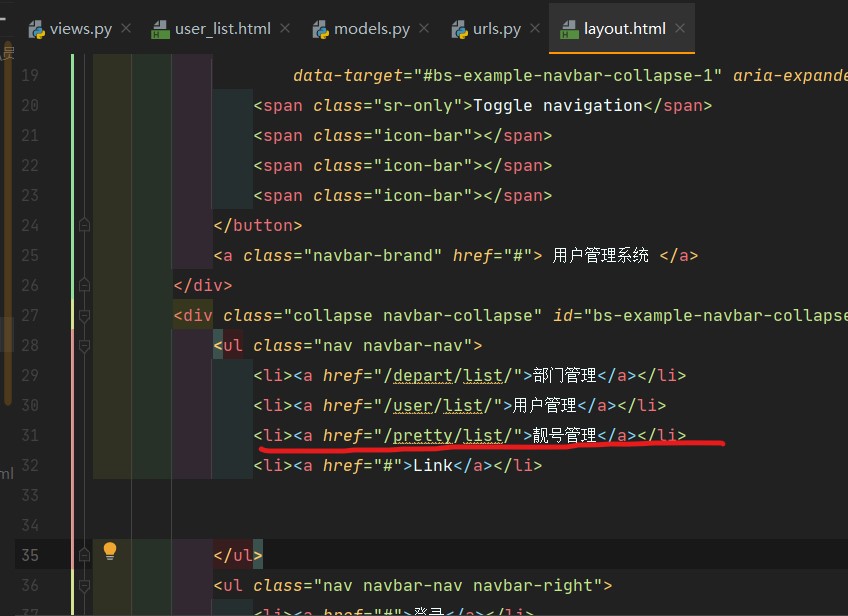 views.py user_list.html models.py urls.py layout.html
19 data-target="#bs-example-navbar-collapse-1" aria-expande
20 <span class="sr-only">Toggle navigation</span>
21 <span class="icon-bar"></span>
22 <span class="icon-bar"></span>
23 <span class="icon-bar"></span>
24 </button>
25 <a class="navbar-brand" href="#"> 用户管理系统 </a>
26 </div>
27 <div class="collapse navbar-collapse" id="bs-example-navbar-collapse
28 <ul class="nav navbar-nav">
29 <li><a href="/depart/list/">部门管理</a></li>
30 <li><a href="/user/list/">用户管理</a></li>
31 <li><a href="/pretty/list/">靓号管理</a></li>
32 <li><a href="#">Link</a></li>
33
34
35 </ul>
36 <ul class="nav navbar-nav navbar-right">
37 <li><a href="#">登录</a></li>